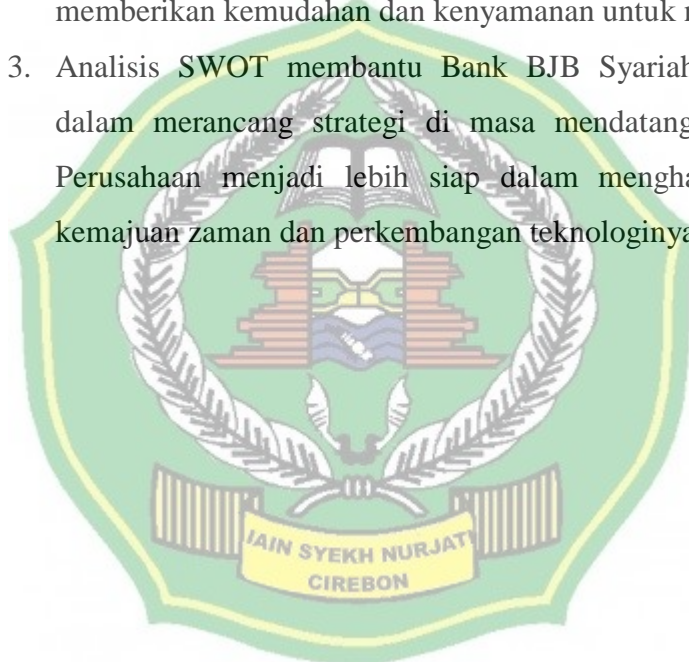 memberikan kemudahan dan kenyamanan untuk
3. Analisis SWOT membantu Bank BJB Syariah
dalam merancang strategi di masa mendatang
Perusahaan menjadi lebih siap dalam
kemajuan zaman dan perkembangan teknologinya
IAIN SYEKH NURJATI
CIREBON